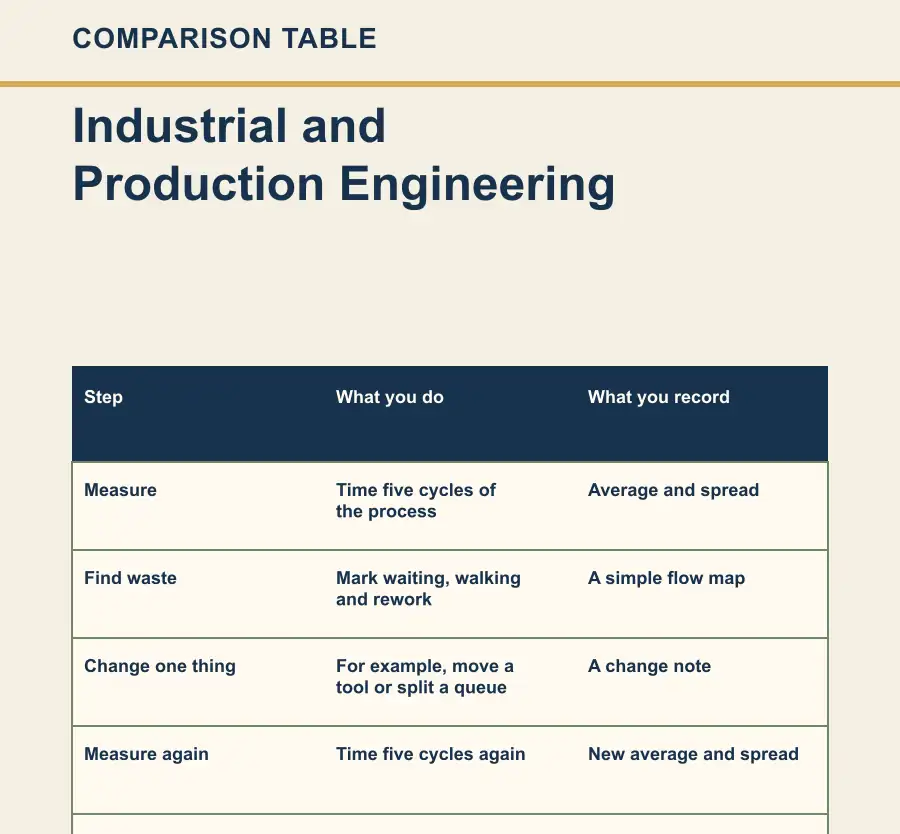 COMPARISON TABLE
Industrial and
Production Engineering
Step What you do What you record
Measure Time five cycles of Average and spread
the process
Find waste Mark waiting, walking A simple flow map
and rework
Change one thing For example, move a A change note
tool or split a queue
Measure again Time five cycles again New average and spread